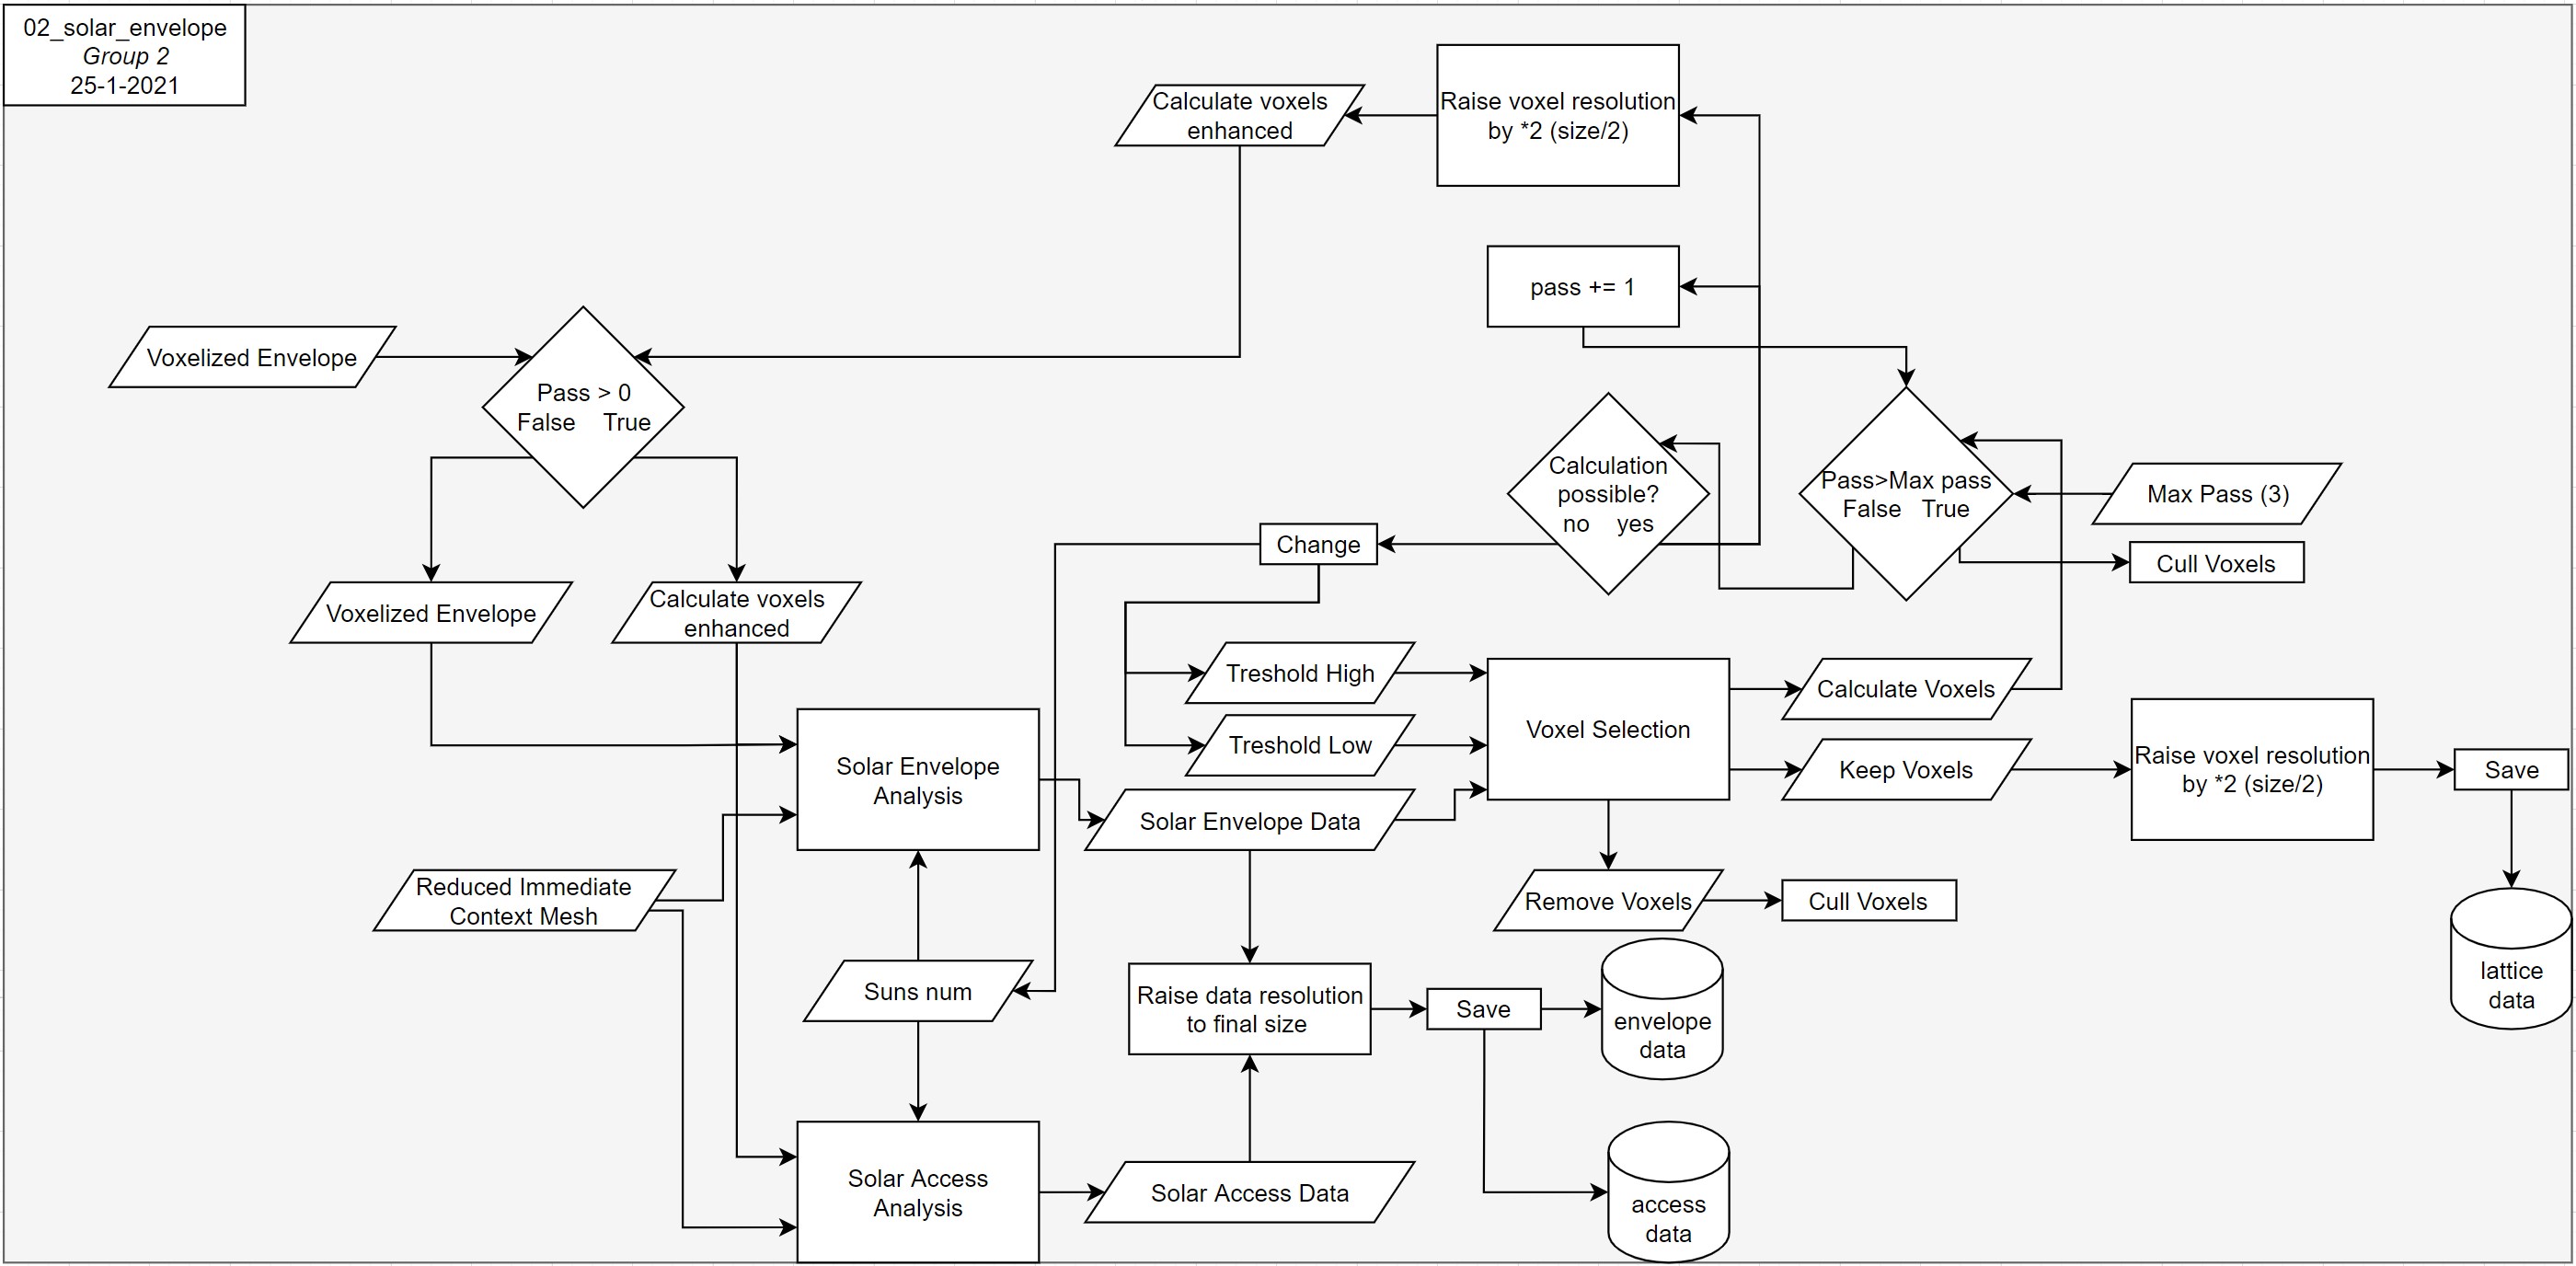 02_solar_envelope
Group 2
25-1-2021
Calculate voxels
enhanced
Raise voxel resolution
by *2 (size/2)
pass += 1
Voxelized Envelope
Pass > 0
False True
Calculation
possible?
no yes
Pass>Max pass
False True
Max Pass (3)
Change
Cull Voxels
Voxelized Envelope
Calculate voxels
enhanced
Treshold High
Treshold Low
Voxel Selection
Calculate Voxels
Keep Voxels
Raise voxel resolution
by *2 (size/2)
Save
Solar Envelope
Analysis
Solar Envelope Data
Reduced Immediate
Context Mesh
Remove Voxels
Cull Voxels
lattice
data
Suns num
Raise data resolution
to final size
Save
envelope
data
Solar Access
Analysis
Solar Access Data
access
data